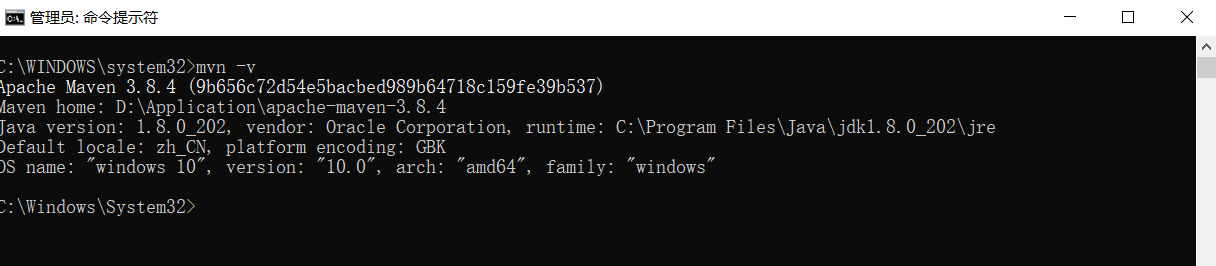 管理员: 命令提示符
C:\WINDOWS\system32>mvn -v
Apache Maven 3.8.4 (9b656c72d54e5bacbed989b64718c159fe39b537)
Maven home: D:\Application\apache-maven-3.8.4
Java version: 1.8.0_202, vendor: Oracle Corporation, runtime: C:\Program Files\Java\jdk1.8.0_202\jre
Default locale: zh_CN, platform encoding: GBK
OS name: "windows 10", version: "10.0", arch: "amd64", family: "windows"
C:\Windows\System32>